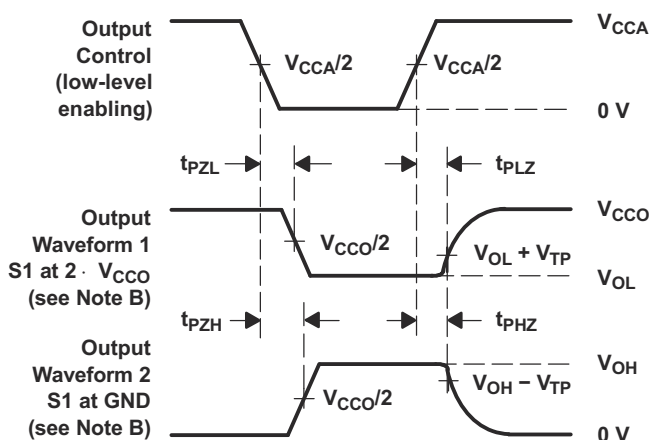 Output
Control
(low-level
enabling)
V_CCA/2
V_CCA/2
V_CCA
0 V
t_PZL
t_PLZ
Output
Waveform 1
S1 at 2 · V_CCO
(see Note B)
V_CCO/2
V_CCO
V_OL + V_TP
V_OL
t_PZH
t_PHZ
Output
Waveform 2
S1 at GND
(see Note B)
V_CCO/2
V_OH
V_OH − V_TP
0 V